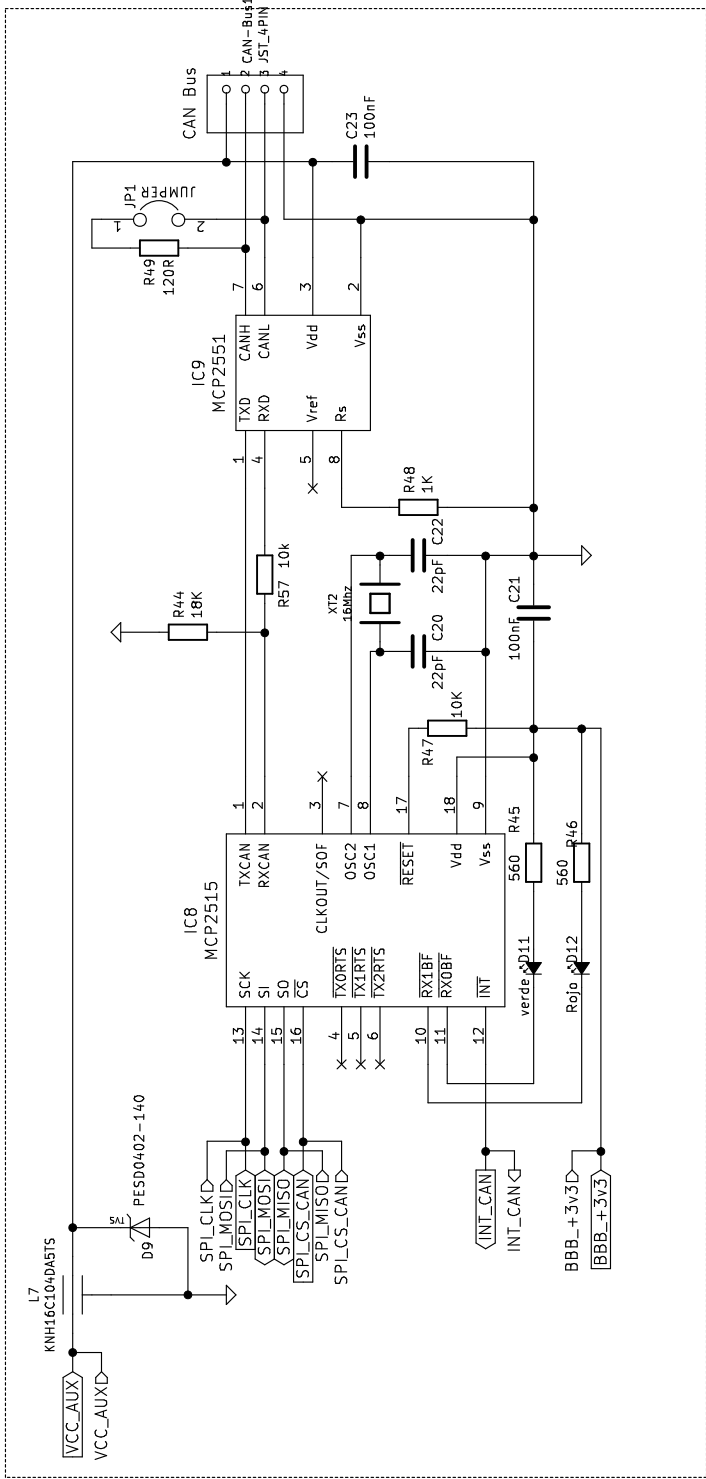 CAN Bus
CAN-Bus1
JST_4PIN
1
2
3
4
C23
100nF
JP1
JUMPER
1
2
R49
120R
7
6
3
2
CANH
CANL
Vdd
Vss
IC9
MCP2551
TXD
RXD
Vref
Rs
1
4
5
8
R48
1K
R57
10k
R44
18K
C22
22pF
XT2
16Mhz
C20
22pF
C21
100nF
R47
10K
1
2
3
7
8
17
18
9
R45
560
R46
560
IC8
MCP2515
TXCAN
RXCAN
CLKOUT/SOF
OSC2
OSC1
RESET
Vdd
Vss
SCK
SI
SO
CS
TX0RTS
TX1RTS
TX2RTS
RX1BF
RX0BF
INT
D11
verde
D12
Rojo
13
14
15
16
4
5
6
10
11
12
PESD0402-140
TVS
D9
SPI_CLK
SPI_MOSI
SPI_CLK
SPI_MOSI
SPI_MISO
SPI_CS_CAN
SPI_MISO
SPI_CS_CAN
INT_CAN
INT_CAN
BBB_+3v3
BBB_+3v3
L7
KNH16C104DA5TS
VCC_AUX
VCC_AUX